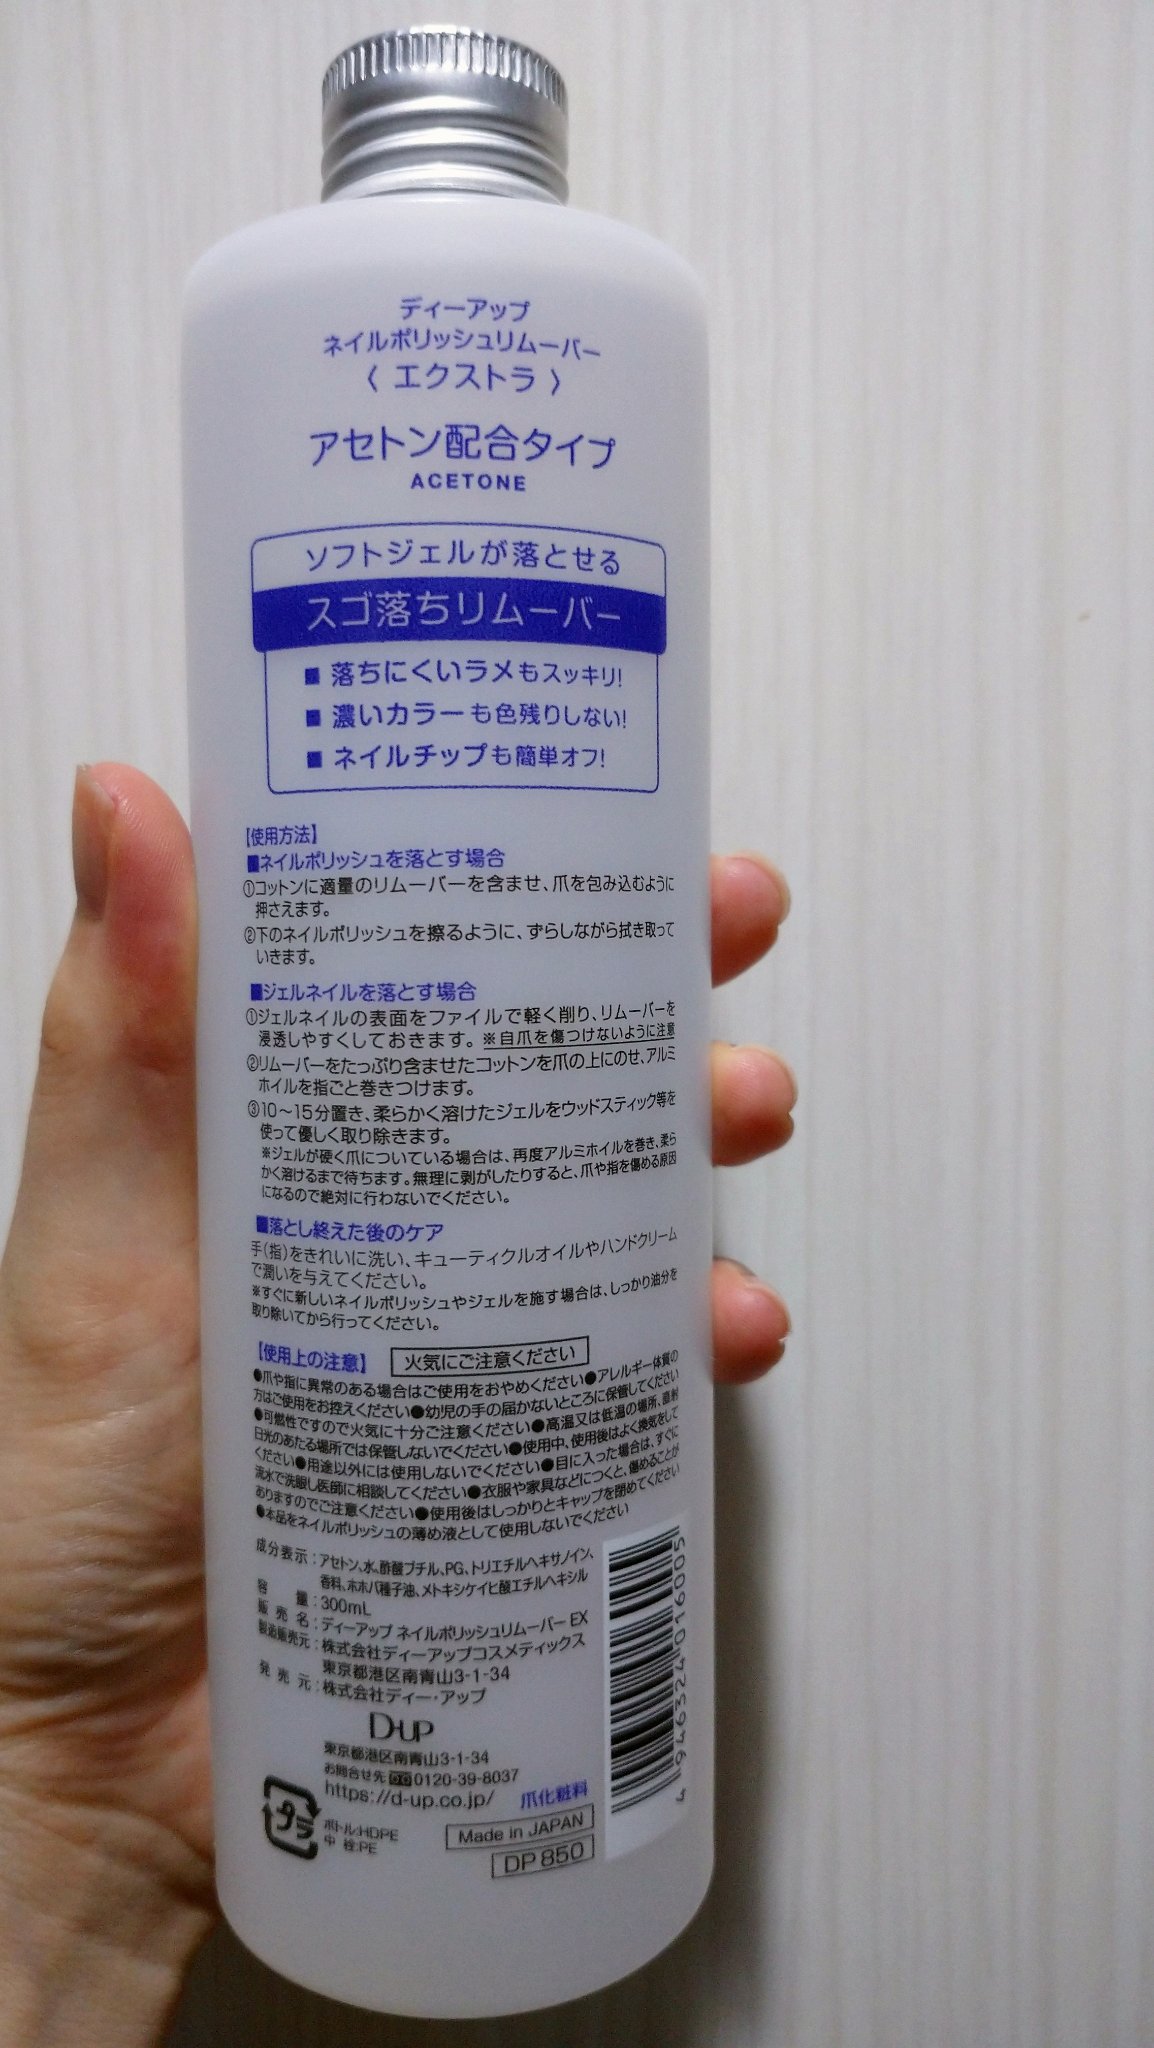 ディーアップ
ネイルポリッシュリムーバー
〈 エクストラ 〉
アセトン配合タイプ
ACETONE
ソフトジェルが落とせる
スゴ落ちリムーバー
■ 落ちにくいラメもスッキリ!
■ 濃いカラーも色残りしない!
■ ネイルチップも簡単オフ!
【使用方法】
■ネイルポリッシュを落とす場合
①コットンに適量のリムーバーを含ませ、爪を包み込むように
押さえます。
②下のネイルポリッシュを擦るように、ずらしながら拭き取って
いきます。
■ジェルネイルを落とす場合
①ジェルネイルの表面をファイルで軽く削り、リムーバーを
浸透しやすくしておきます。※自爪を傷つけないように注意
②リムーバーをたっぷり含ませたコットンを爪の上にのせ、アルミ
ホイルを指ごと巻きつけます。
③10～15分置き、柔らかく溶けたジェルをウッドスティック等を
使って優しく取り除きます。
※ジェルが硬く爪についている場合は、再度アルミホイルを巻き、柔ら
かく溶けるまで待ちます。無理に剥がしたりすると、爪や指を傷める原因
になるので絶対に行わないでください。
■落とし終えた後のケア
手(指)をきれいに洗い、キューティクルオイルやハンドクリーム
で潤いを与えてください。
※すぐに新しいネイルポリッシュやジェルを施す場合は、しっかり油分を
取り除いてから行ってください。
【使用上の注意】 火気にご注意ください
●爪や指に異常のある場合はご使用をおやめください●アレルギー体質の
方はご使用をお控えください●幼児の手の届かないところに保管してください
●可燃性ですので火気に十分ご注意ください●高温又は低温の場所、直射
日光のあたる場所では保管しないでください●使用中、使用後はよく換気をして
ください●用途以外には使用しないでください●目に入った場合は、すぐに
流水で洗眼し医師に相談してください●衣服や家具などにつくと、傷めることが
ありますのでご注意ください●使用後はしっかりとキャップを閉めてください
●本品をネイルポリッシュの薄め液として使用しないでください
成分表示:アセトン、水、酢酸ブチル、PG、トリエチルヘキサノイン、
香料、ホホバ種子油、メトキシケイヒ酸エチルヘキシル
容 量:300mL
販 売 名:ディーアップ ネイルポリッシュリムーバー EX
製造販売元:株式会社ディーアップコスメティックス
東京都港区南青山3-1-34
発 売 元:株式会社ディー・アップ
D-UP
東京都港区南青山3-1-34
お問合せ先 0120-39-8037
https://d-up.co.jp/ 爪化粧料
プラ
ボトル:HDPE
中 栓:PE
Made in JAPAN
DP 850
4946324016005